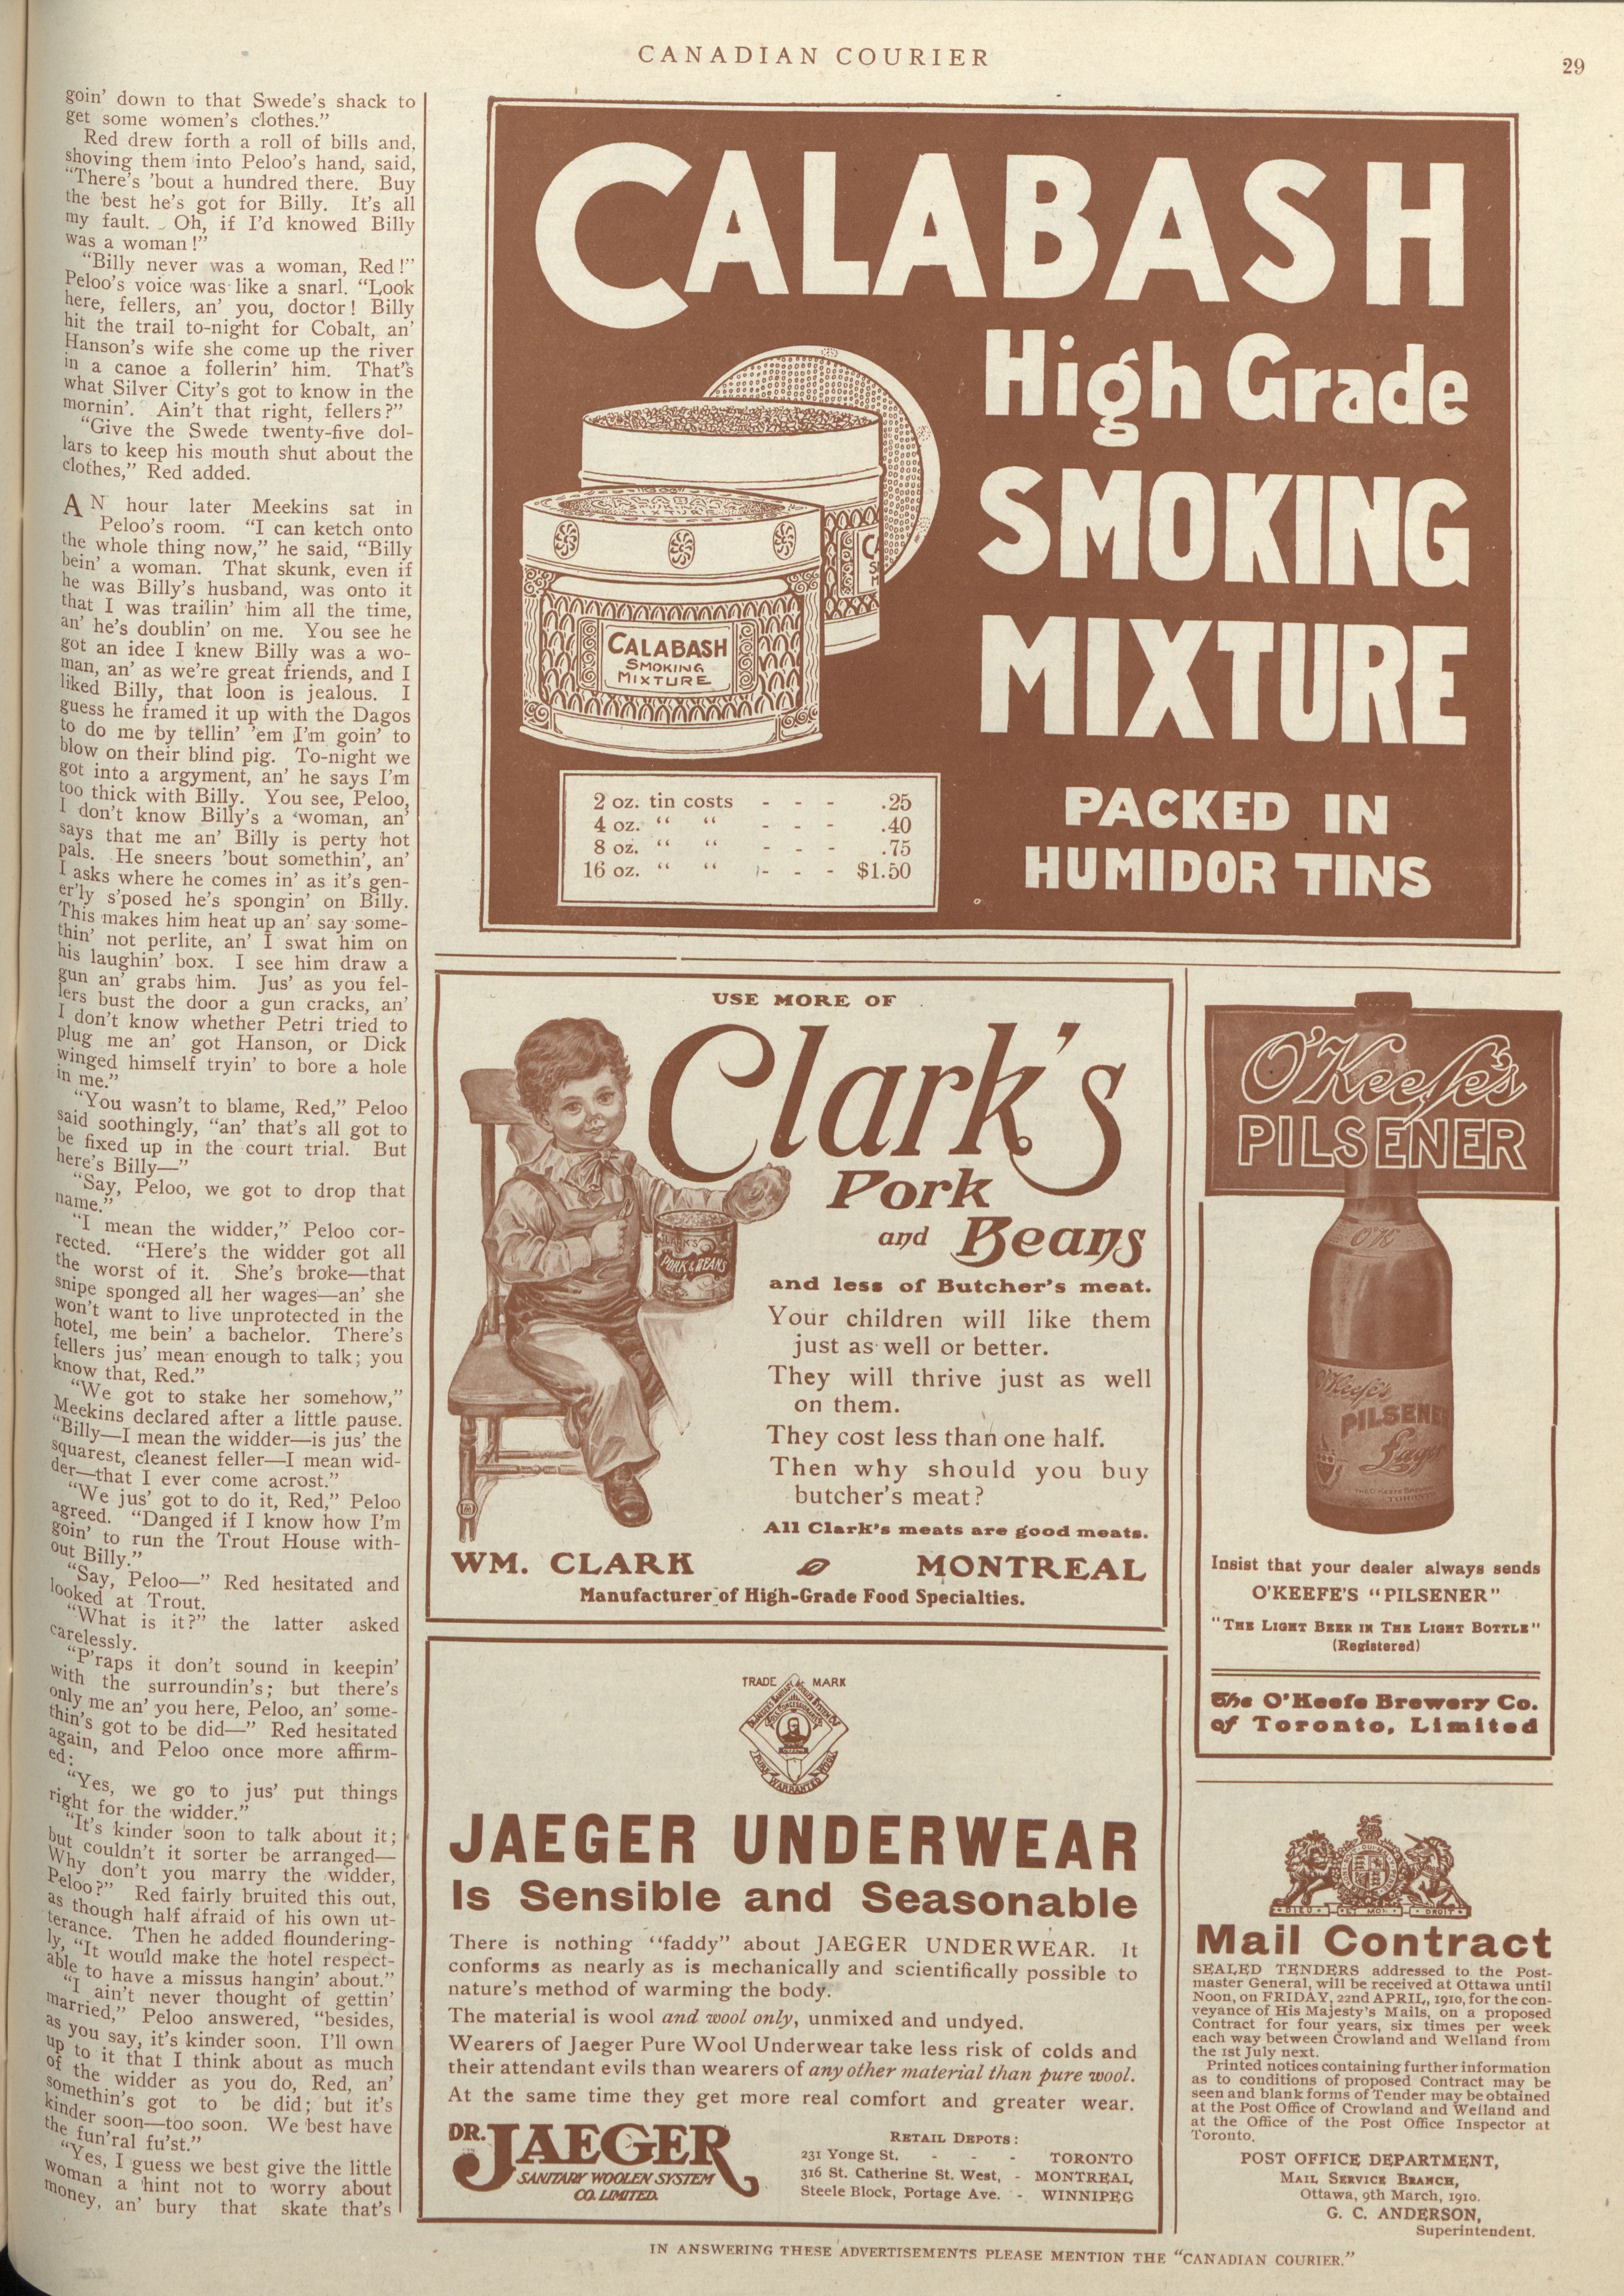 CANADIAN COURIER
29
goin' down to that Swede's shack to
get some women's clothes."
Red drew forth a roll of bills and,
shoving them into Peloo's hand, said,
"There's 'bout a hundred there. Buy
the best he's got for Billy. It's all
my fault. Oh, if I'd knowed Billy
was a woman!"
"Billy never was a woman, Red!"
Peloo's voice was like a snarl. "Look
here, fellers, an' you, doctor! Billy
hit the trail to-night for Cobalt, an'
Hanson's wife she come up the river
in a canoe a follerin' him. That's
what Silver City's got to know in the
mornin'. Ain't that right, fellers?"
"Give the Swede twenty-five dol-
lars to keep his mouth shut about the
clothes," Red added.
AN hour later Meekins sat in
Peloo's room. "I can ketch onto
the whole thing now," he said, "Billy
bein' a woman. That skunk, even if
he was Billy's husband, was onto it
that I was trailin' him all the time,
an' he's doublin' on me. You see he
got an idee I knew Billy was a wo-
man, an' as we're great friends, and I
liked Billy, that loon is jealous. I
guess he framed it up with the Dagos
to do me by tellin' 'em I'm goin' to
blow on their blind pig. To-night we
got into a argyment, an' he says I'm
too thick with Billy. You see, Peloo,
I don't know Billy's a woman, an'
says that me an' Billy is perty hot
pals. He sneers 'bout somethin', an'
I asks where he comes in' as it's gen-
er'ly s'posed he's spongin' on Billy.
This makes him heat up an' say some-
thin' not perlite, an' I swat him on
his laughin' box. I see him draw a
gun an' grabs him. Jus' as you fel-
lers bust the door a gun cracks, an'
I don't know whether Petri tried to
plug me an' got Hanson, or Dick
winged himself tryin' to bore a hole
in me."
"You wasn't to blame, Red," Peloo
said soothingly, "an' that's all got to
be fixed up in the court trial. But
here's Billy—"
"Say, Peloo, we got to drop that
name."
"I mean the widder," Peloo cor-
rected. "Here's the widder got all
the worst of it. She's broke—that
snipe sponged all her wages—an' she
won't want to live unprotected in the
hotel, me bein' a bachelor. There's
fellers jus' mean enough to talk; you
know that, Red."
"We got to stake her somehow,"
Meekins declared after a little pause.
"Billy—I mean the widder—is jus' the
squarest, cleanest feller—I mean wid-
der—that I ever come acrost."
"We jus' got to do it, Red," Peloo
agreed. "Danged if I know how I'm
goin' to run the Trout House with-
out Billy."
"Say, Peloo—" Red hesitated and
looked at Trout.
"What is it?" the latter asked
carelessly.
"P'raps it don't sound in keepin'
with the surroundin's; but there's
only me an' you here, Peloo, an' some-
thin's got to be did—" Red hesitated
again, and Peloo once more affirm-
ed:
"Yes, we go to jus' put things
right for the widder."
"It's kinder soon to talk about it;
but couldn't it sorter be arranged—
Why don't you marry the widder,
Peloo?" Red fairly bruited this out,
as though half afraid of his own ut-
terance. Then he added floundering-
ly, "It would make the hotel respect-
able to have a missus hangin' about."
"I ain't never thought of gettin'
married," Peloo answered, "besides,
as you say, it's kinder soon. I'll own
up to it that I think about as much
of the widder as you do, Red, an'
somethin's got to be did; but it's
kinder soon—too soon. We best have
the fun'ral fu'st."
"Yes, I guess we best give the little
woman a hint not to worry about
money, an' bury that skate that's
CALABASH
High Grade
SMOKING
MIXTURE
PACKED IN
HUMIDOR TINS
CALABASH
SMOKING
MIXTURE
2 oz. tin costs - - - .25
4 oz. " " - - - .40
8 oz. " " - - - .75
16 oz. " " - - - $1.50
USE MORE OF
Clark's
Pork
and Beans
and less of Butcher's meat.
Your children will like them
just as well or better.
They will thrive just as well
on them.
They cost less than one half.
Then why should you buy
butcher's meat?
All Clark's meats are good meats.
WM. CLARK MONTREAL
Manufacturer of High-Grade Food Specialties.
CLARK'S
PORK & BEANS
O'Keefe's
PILSENER
O'K
O'Keefe's
PILSENER
Lager
Insist that your dealer always sends
O'KEEFE'S "PILSENER"
"THE LIGHT BEER IN THE LIGHT BOTTLE"
(Registered)
The O'Keefe Brewery Co.
of Toronto, Limited
TRADE MARK
JAEGER UNDERWEAR
Is Sensible and Seasonable
There is nothing "faddy" about JAEGER UNDERWEAR. It
conforms as nearly as is mechanically and scientifically possible to
nature's method of warming the body.
The material is wool and wool only, unmixed and undyed.
Wearers of Jaeger Pure Wool Underwear take less risk of colds and
their attendant evils than wearers of any other material than pure wool.
At the same time they get more real comfort and greater wear.
DR. JAEGER
SANITARY WOOLEN SYSTEM
CO. LIMITED.
RETAIL DEPOTS:
231 Yonge St. - - - TORONTO
316 St. Catherine St. West, - MONTREAL
Steele Block, Portage Ave. - WINNIPEG
DIEU ET MON DROIT
Mail Contract
SEALED TENDERS addressed to the Post-
master General, will be received at Ottawa until
Noon, on FRIDAY, 22nd APRIL, 1910, for the con-
veyance of His Majesty's Mails, on a proposed
Contract for four years, six times per week
each way between Crowland and Welland from
the 1st July next.
Printed notices containing further information
as to conditions of proposed Contract may be
seen and blank forms of Tender may be obtained
at the Post Office of Crowland and Welland and
at the Office of the Post Office Inspector at
Toronto.
POST OFFICE DEPARTMENT,
MAIL SERVICE BRANCH,
Ottawa, 9th March, 1910.
G. C. ANDERSON,
Superintendent.
IN ANSWERING THESE ADVERTISEMENTS PLEASE MENTION THE "CANADIAN COURIER."